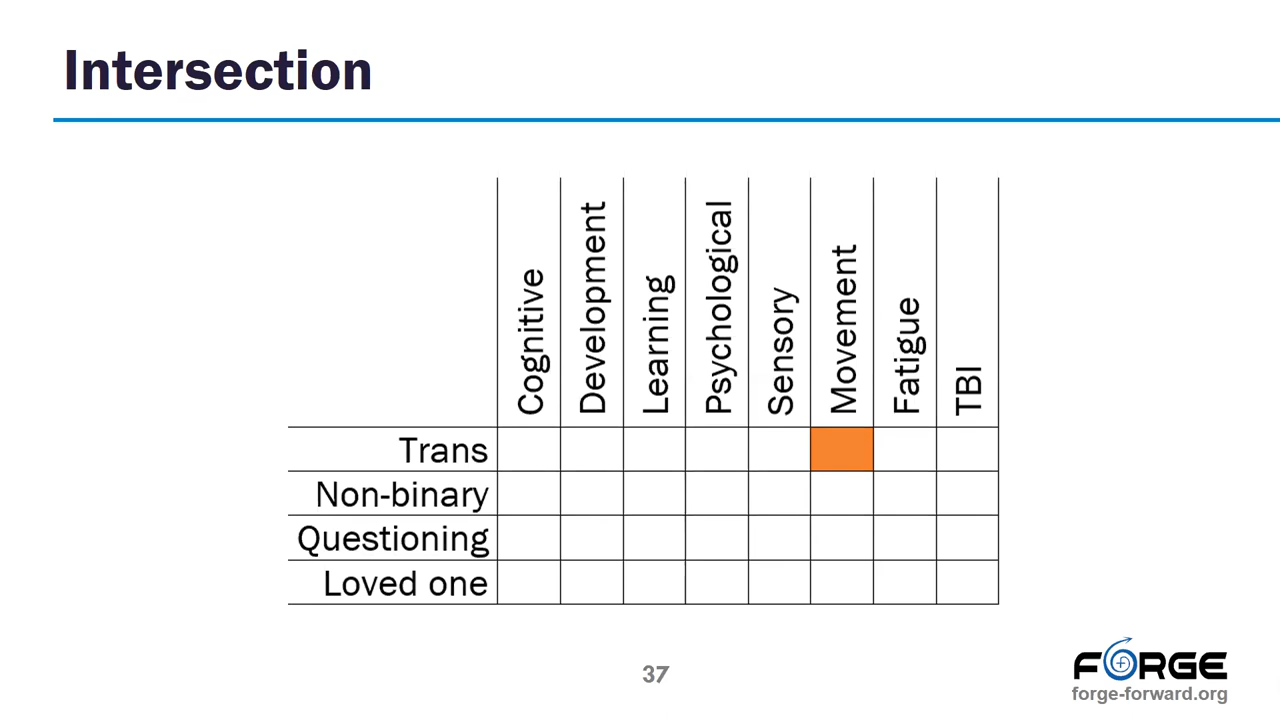 Intersection
Cognitive
Development
Learning
Psychological
Sensory
Movement
Fatigue
TBI
Trans
Non-binary
Questioning
Loved one
37
FORGE
forge-forward.org